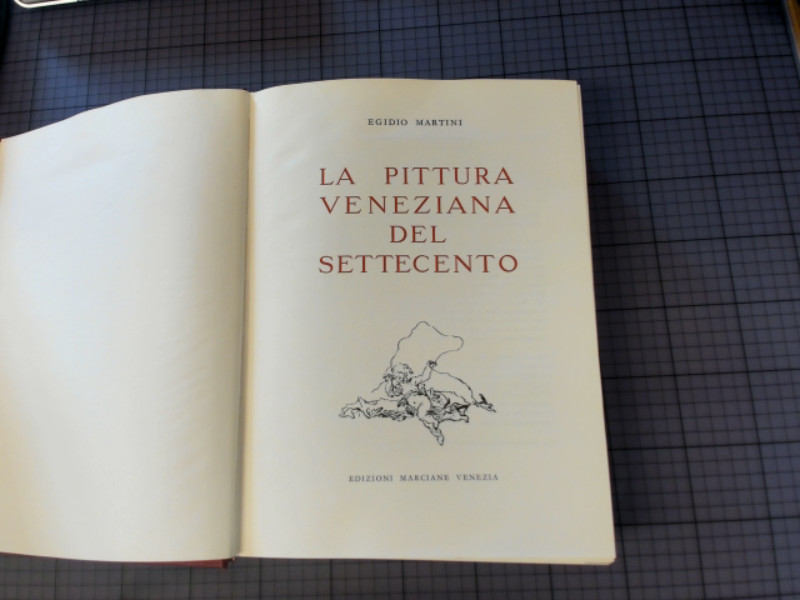 EGIDIO MARTINI
LA PITTURA
VENEZIANA
DEL
SETTECENTO
EDIZIONI MARCIANE VENEZIA